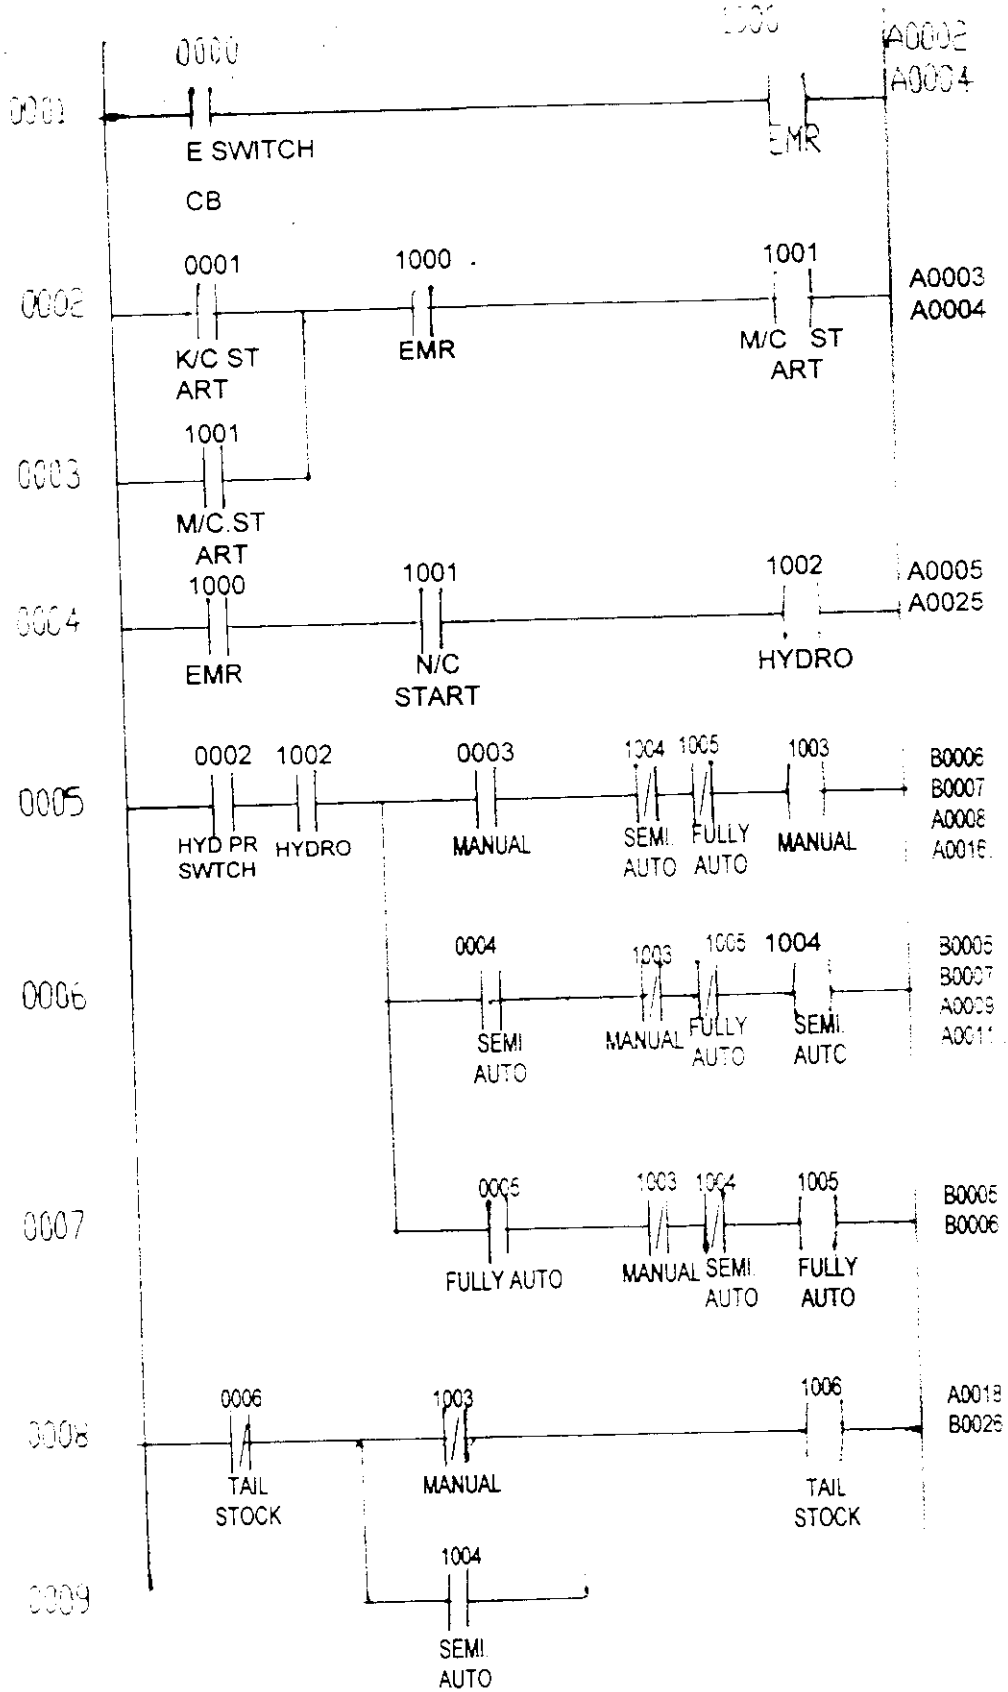 0000 1000 A0002
0001 A0004
E SWITCH EMR
CB
0001 1000 1001 A0003
0002 A0004
K/C ST EMR M/C ST
ART ART
1001
0003
M/C.ST
ART
1000 1001 1002 A0005
0004 A0025
EMR N/C HYDRO
START
0002 1002 0003 1004 1005 1003 B0006
0005 B0007
HYD PR HYDRO MANUAL SEMI. FULLY MANUAL A0008
SWTCH AUTO AUTO
0004 1003 1005 1004 B0005
0006 B0007
SEMI MANUAL FULLY SEMI. A0009
AUTO AUTO AUTC
0005 1003 1004 1005 B0005
0007 B0006
FULLY AUTO MANUAL SEMI. FULLY
AUTO AUTO
0006 1003 1006 A0018
0008 B0026
TAIL MANUAL TAIL
STOCK STOCK
1004
0009
SEMI.
AUTO